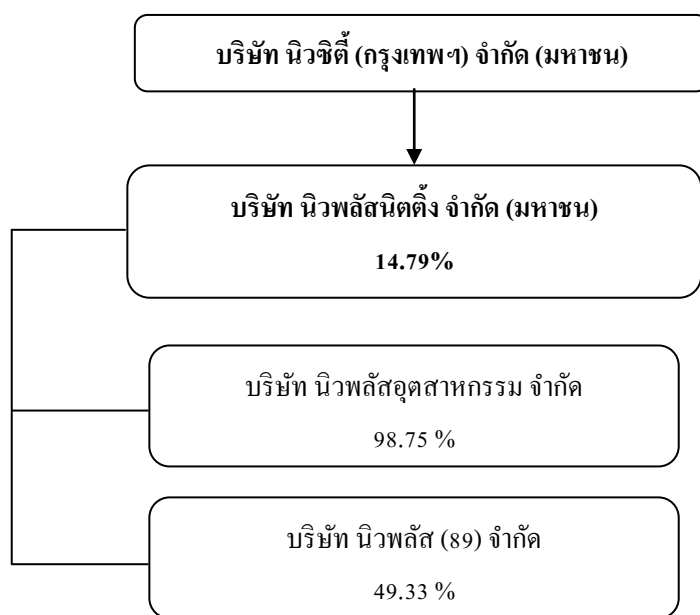 บริษัท นิวซิตี้ (กรุงเทพฯ) จำกัด (มหาชน)
บริษัท นิวพลัสนิตติ้ง จำกัด (มหาชน)
14.79%
บริษัท นิวพลัสอุตสาหกรรม จำกัด
98.75 %
บริษัท นิวพลัส (89) จำกัด
49.33 %